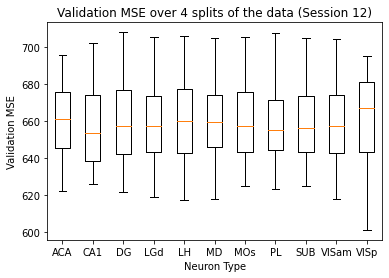 Validation MSE over 4 splits of the data (Session 12)
700
680
660
640
620
600
Validation MSE
ACA CA1 DG LGd LH MD MOs PL SUB VISam VISp
Neuron Type